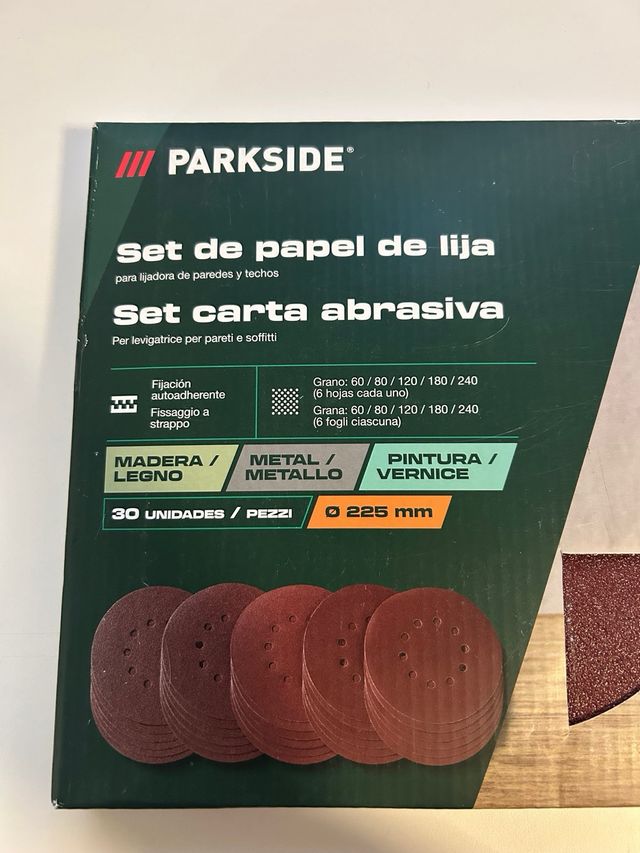 PARKSIDE®
Set de papel de lija
para lijadora de paredes y techos
Set carta abrasiva
Per levigatrice per pareti e soffitti
Fijación
autoadherente
Fissaggio a
strappo
Grano: 60 / 80 / 120 / 180 / 240
(6 hojas cada uno)
Grana: 60 / 80 / 120 / 180 / 240
(6 fogli ciascuna)
MADERA /
LEGNO
METAL /
METALLO
PINTURA /
VERNICE
30 UNIDADES / PEZZI
Ø 225 mm